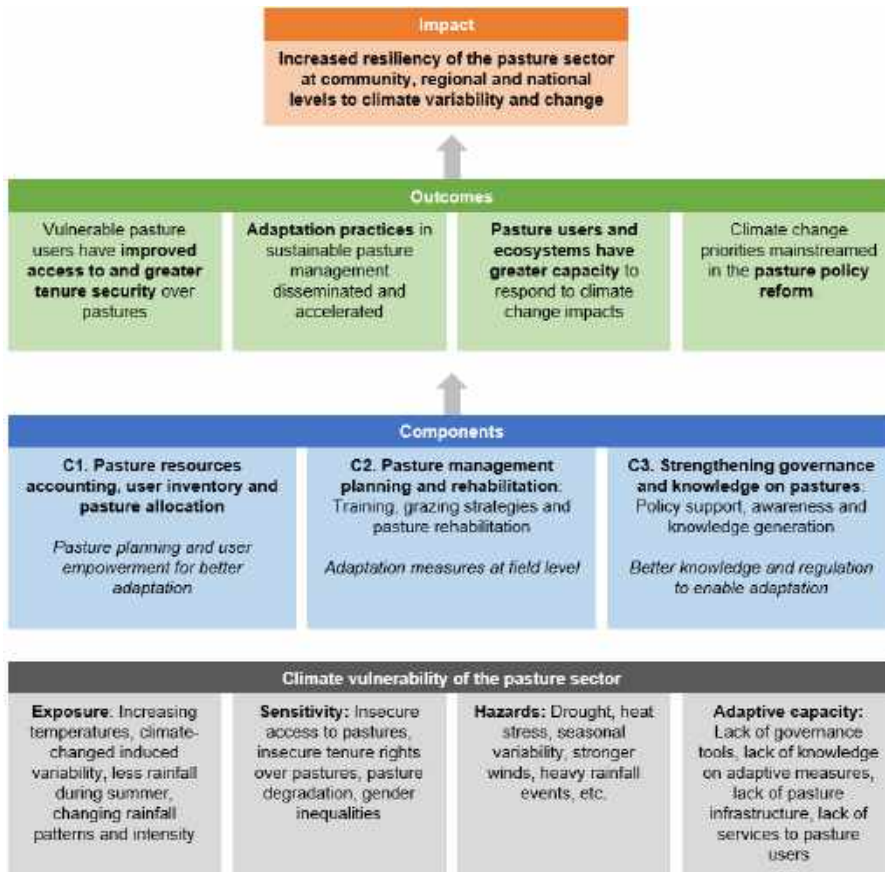 Impact
Increased resiliency of the pasture sector
at community, regional and national
levels to climate variability and change
Outcomes
Vulnerable pasture
users have improved
access to and greater
tenure security over
pastures
Adaptation practices in
sustainable pasture
management
disseminated and
accelerated
Pasture users and
ecosystems have
greater capacity to
respond to climate
change impacts
Climate change
priorities mainstreamed
in the pasture policy
reform
Components
C1. Pasture resources
accounting, user inventory and
pasture allocation
Pasture planning and user
empowerment for better
adaptation
C2. Pasture management
planning and rehabilitation:
Training, grazing strategies and
pasture rehabilitation
Adaptation measures at field level
C3. Strengthening governance
and knowledge on pastures:
Policy support, awareness and
knowledge generation
Better knowledge and regulation
to enable adaptation
Climate vulnerability of the pasture sector
Exposure: Increasing
temperatures, climate-
changed induced
variability, less rainfall
during summer,
changing rainfall
patterns and intensity
Sensitivity: Insecure
access to pastures,
insecure tenure rights
over pastures, pasture
degradation, gender
inequalities
Hazards: Drought, heat
stress, seasonal
variability, stronger
winds, heavy rainfall
events, etc.
Adaptive capacity:
Lack of governance
tools, lack of knowledge
on adaptive measures,
lack of pasture
infrastructure, lack of
services to pasture
users